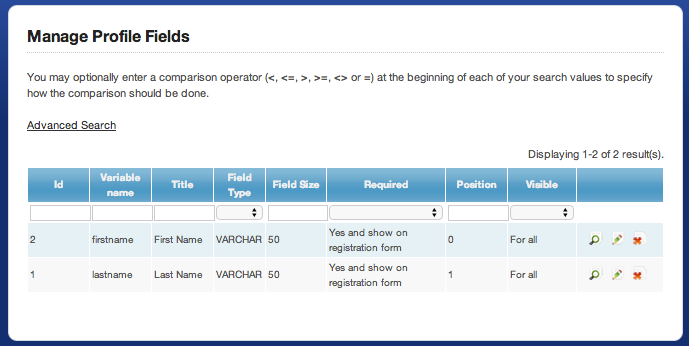 Manage Profile Fields
You may optionally enter a comparison operator (<, <=, >, >=, <> or =) at the beginning of each of your search values to specify
how the comparison should be done.
Advanced Search
Displaying 1-2 of 2 result(s).
Id Variable name Title Field Type Field Size Required Position Visible
2 firstname First Name VARCHAR 50 Yes and show on registration form 0 For all
1 lastname Last Name VARCHAR 50 Yes and show on registration form 1 For all